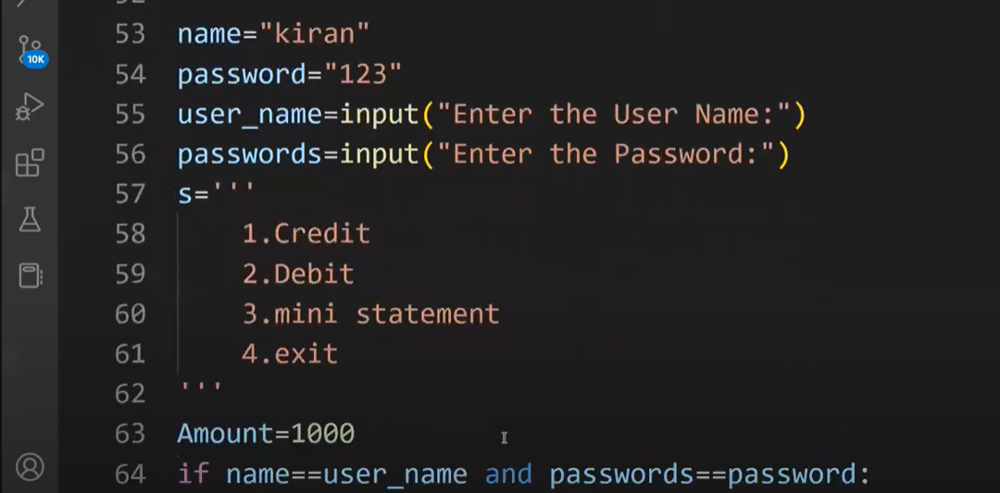 53 name="kiran"
10K
54 password="123"
55 user_name=input("Enter the User Name:")
56 passwords=input("Enter the Password:")
57 s='''
58 1.Credit
59 2.Debit
60 3.mini statement
61 4.exit
62 '''
63 Amount=1000
64 if name==user_name and passwords==password: